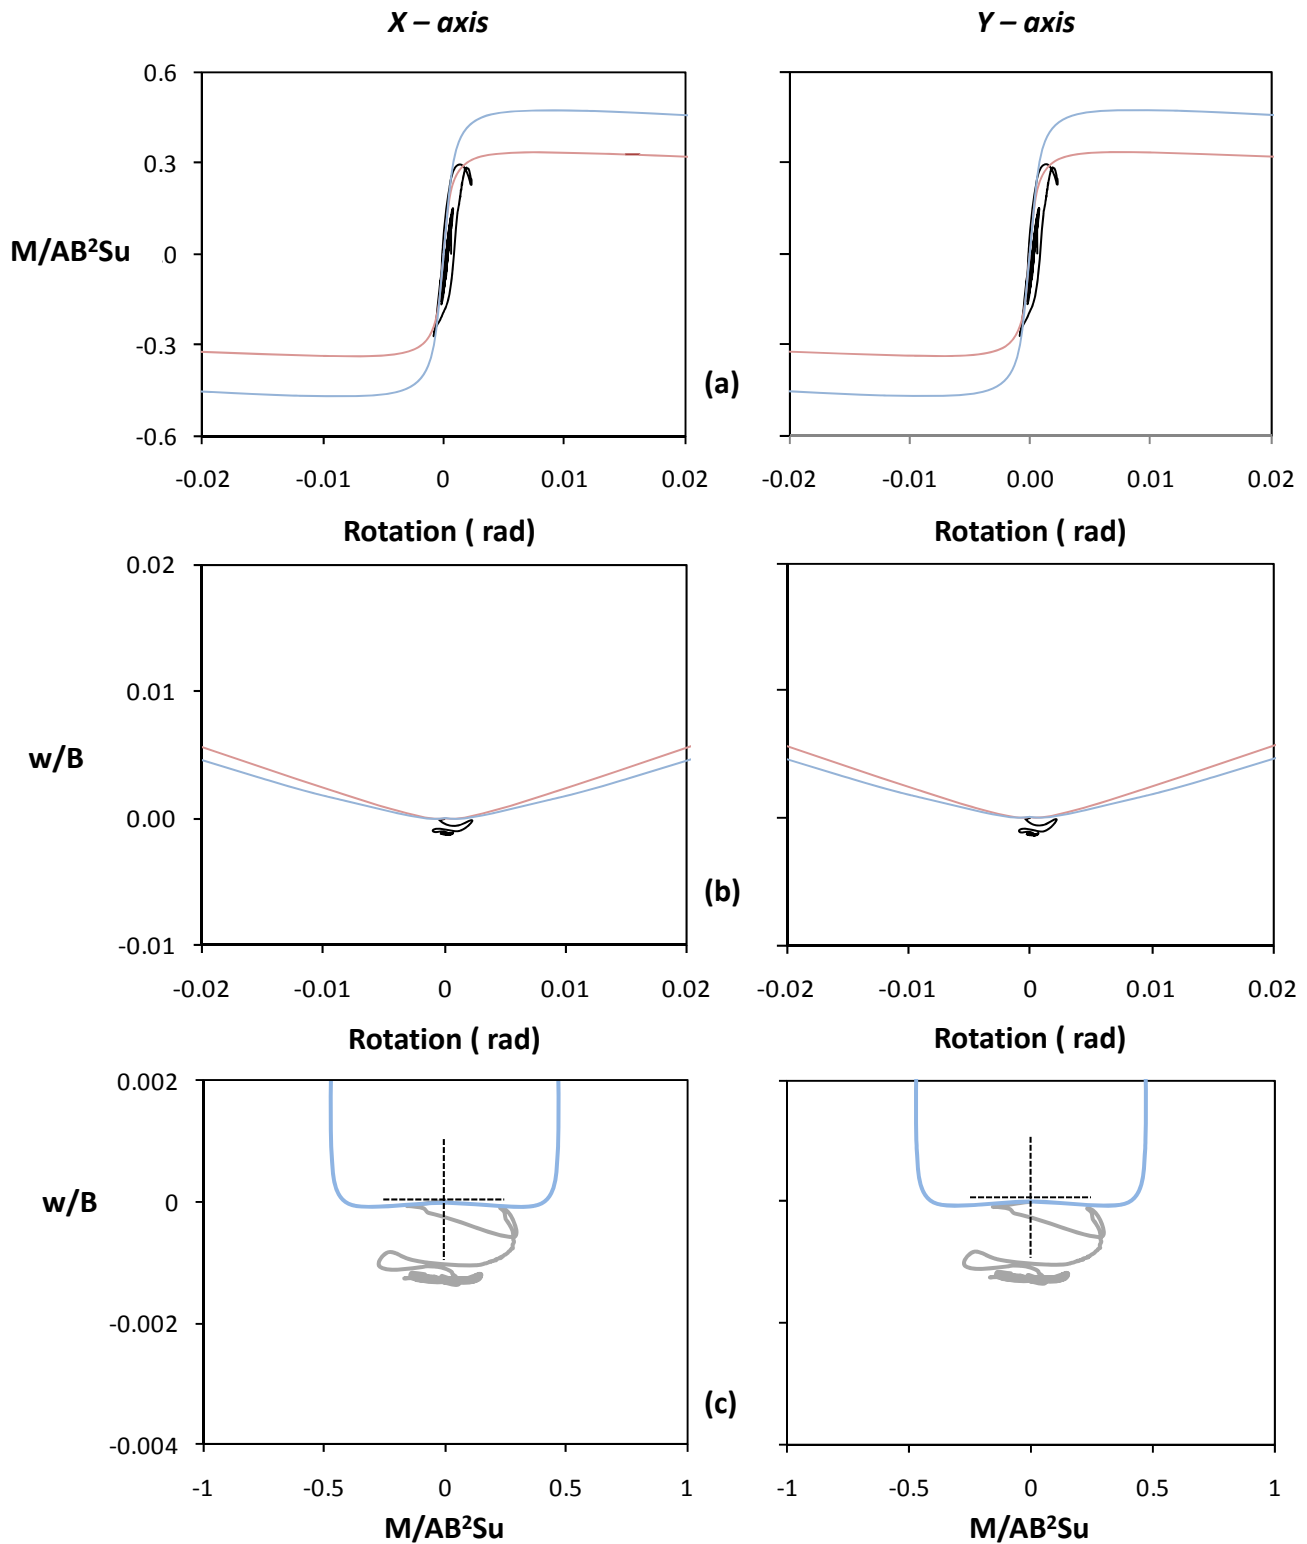 X – axis Y – axis
0.6
0.3
M/AB²Su 0
-0.3
(a)
-0.6
-0.02 -0.01 0 0.01 0.02 -0.02 -0.01 0.00 0.01 0.02
Rotation ( rad) Rotation ( rad)
0.02
0.01
w/B
0.00
(b)
-0.01
-0.02 -0.01 0 0.01 0.02 -0.02 -0.01 0 0.01 0.02
Rotation ( rad) Rotation ( rad)
0.002
w/B 0
-0.002
(c)
-0.004
-1 -0.5 0 0.5 1 -1 -0.5 0 0.5 1
M/AB²Su M/AB²Su